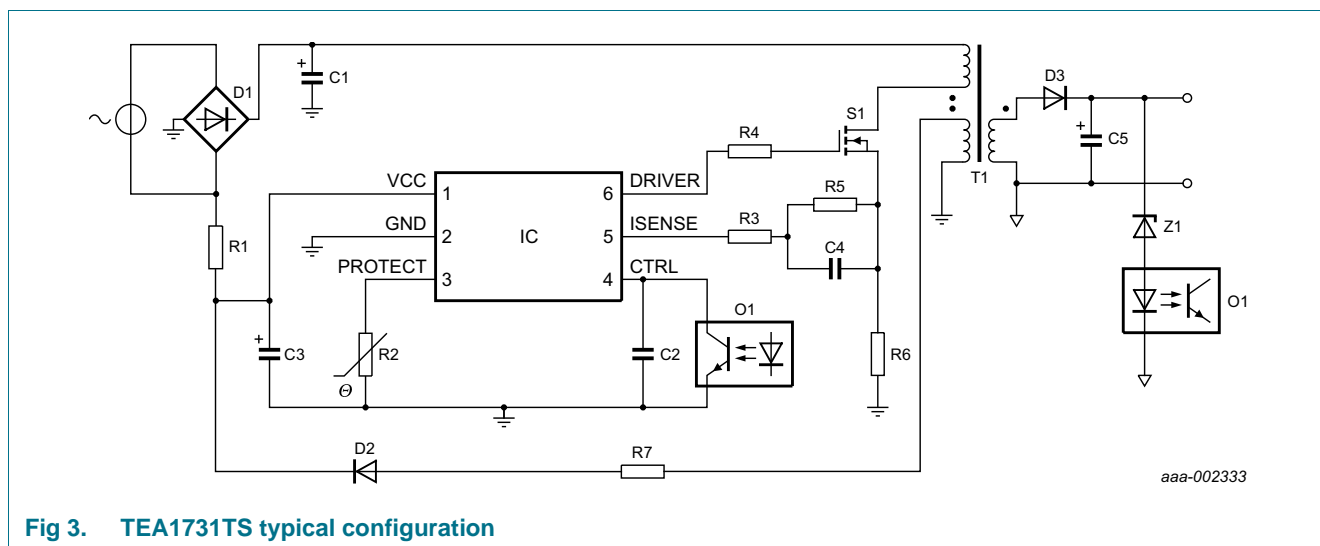 D1
C1
D3
S1
R4
C5
T1
VCC
1
6
DRIVER
R5
GND
2
IC
5
ISENSE
R3
R1
Z1
PROTECT
3
4
CTRL
C4
O1
O1
C3
R2
Θ
C2
R6
D2
R7
aaa-002333
Fig 3. TEA1731TS typical configuration